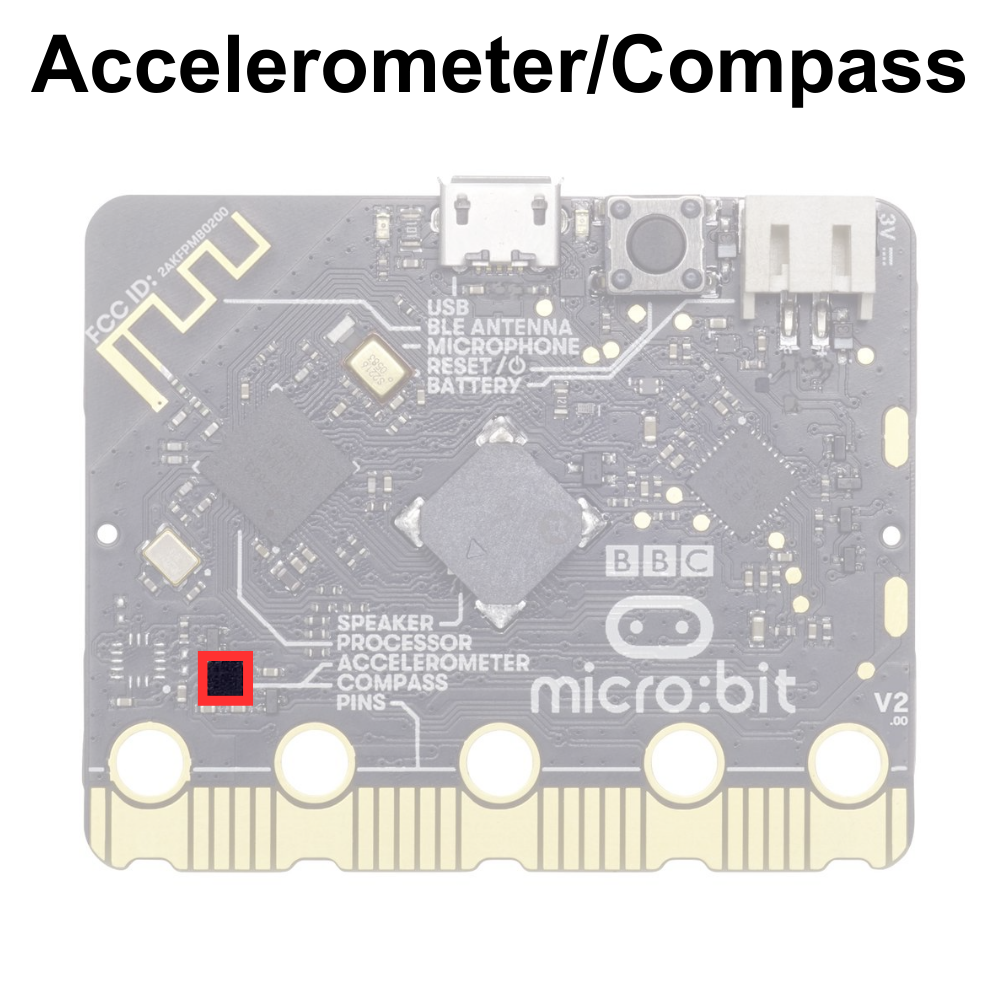 Accelerometer/Compass
FCC ID: 2AKFPMB0200
3V
USB
BLE ANTENNA
MICROPHONE
RESET/⏻
BATTERY
BBC
SPEAKER
PROCESSOR
ACCELEROMETER
COMPASS
PINS
micro:bit
V2
.00